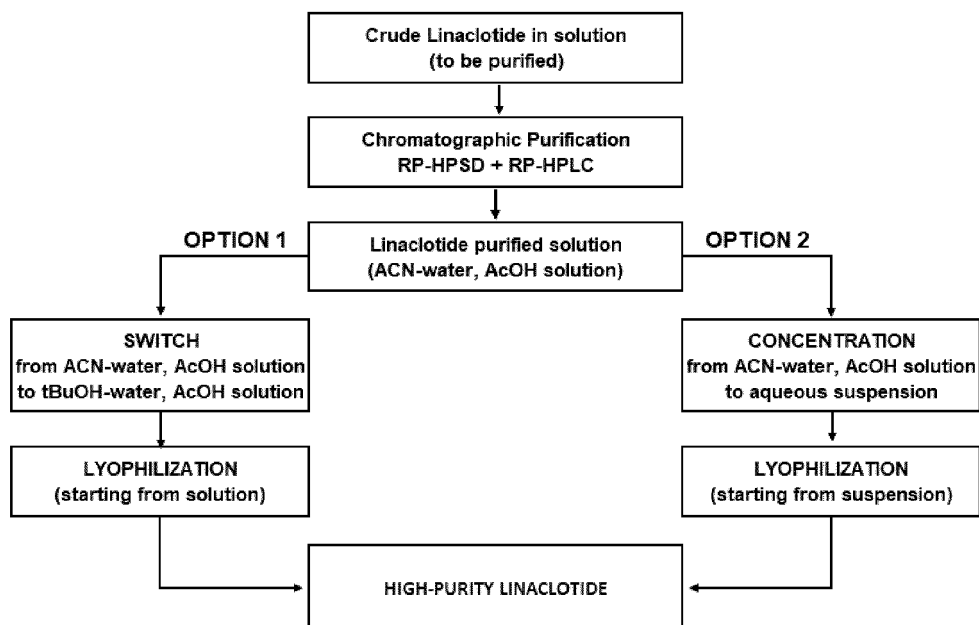 Crude Linaclotide in solution
(to be purified)
Chromatographic Purification
RP-HPSD + RP-HPLC
Linaclotide purified solution
(ACN-water, AcOH solution)
OPTION 1
SWITCH
from ACN-water, AcOH solution
to tBuOH-water, AcOH solution
LYOPHILIZATION
(starting from solution)
OPTION 2
CONCENTRATION
from ACN-water, AcOH solution
to aqueous suspension
LYOPHILIZATION
(starting from suspension)
HIGH-PURITY LINACLOTIDE